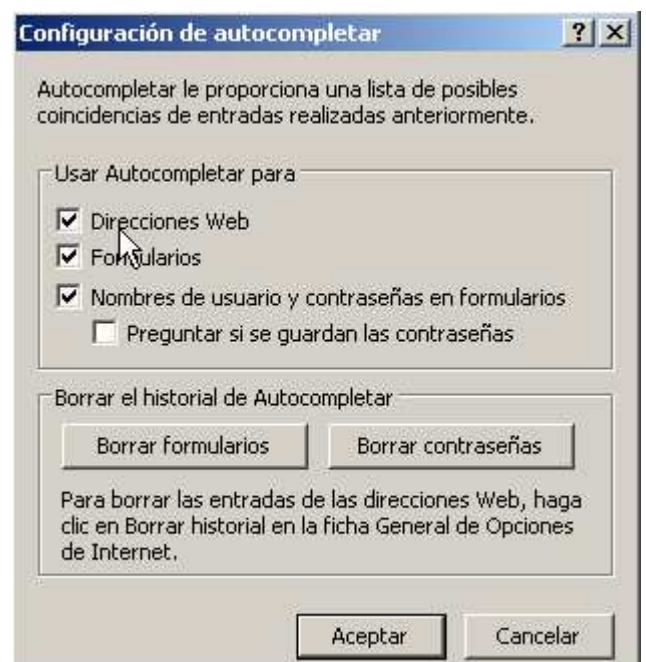 Configuración de autocompletar
Autocompletar le proporciona una lista de posibles
coincidencias de entradas realizadas anteriormente.
Usar Autocompletar para
Direcciones Web
Formularios
Nombres de usuario y contraseñas en formularios
Preguntar si se guardan las contraseñas
Borrar el historial de Autocompletar
Borrar formularios
Borrar contraseñas
Para borrar las entradas de las direcciones Web, haga
clic en Borrar historial en la ficha General de Opciones
de Internet.
Aceptar
Cancelar